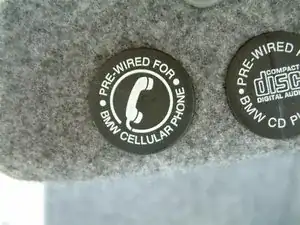 • PRE-WIRED FOR •
BMW CELLULAR PHONE
• PRE-WIRED
COMPACT
disc
DIGITAL AUDIO
BMW CD